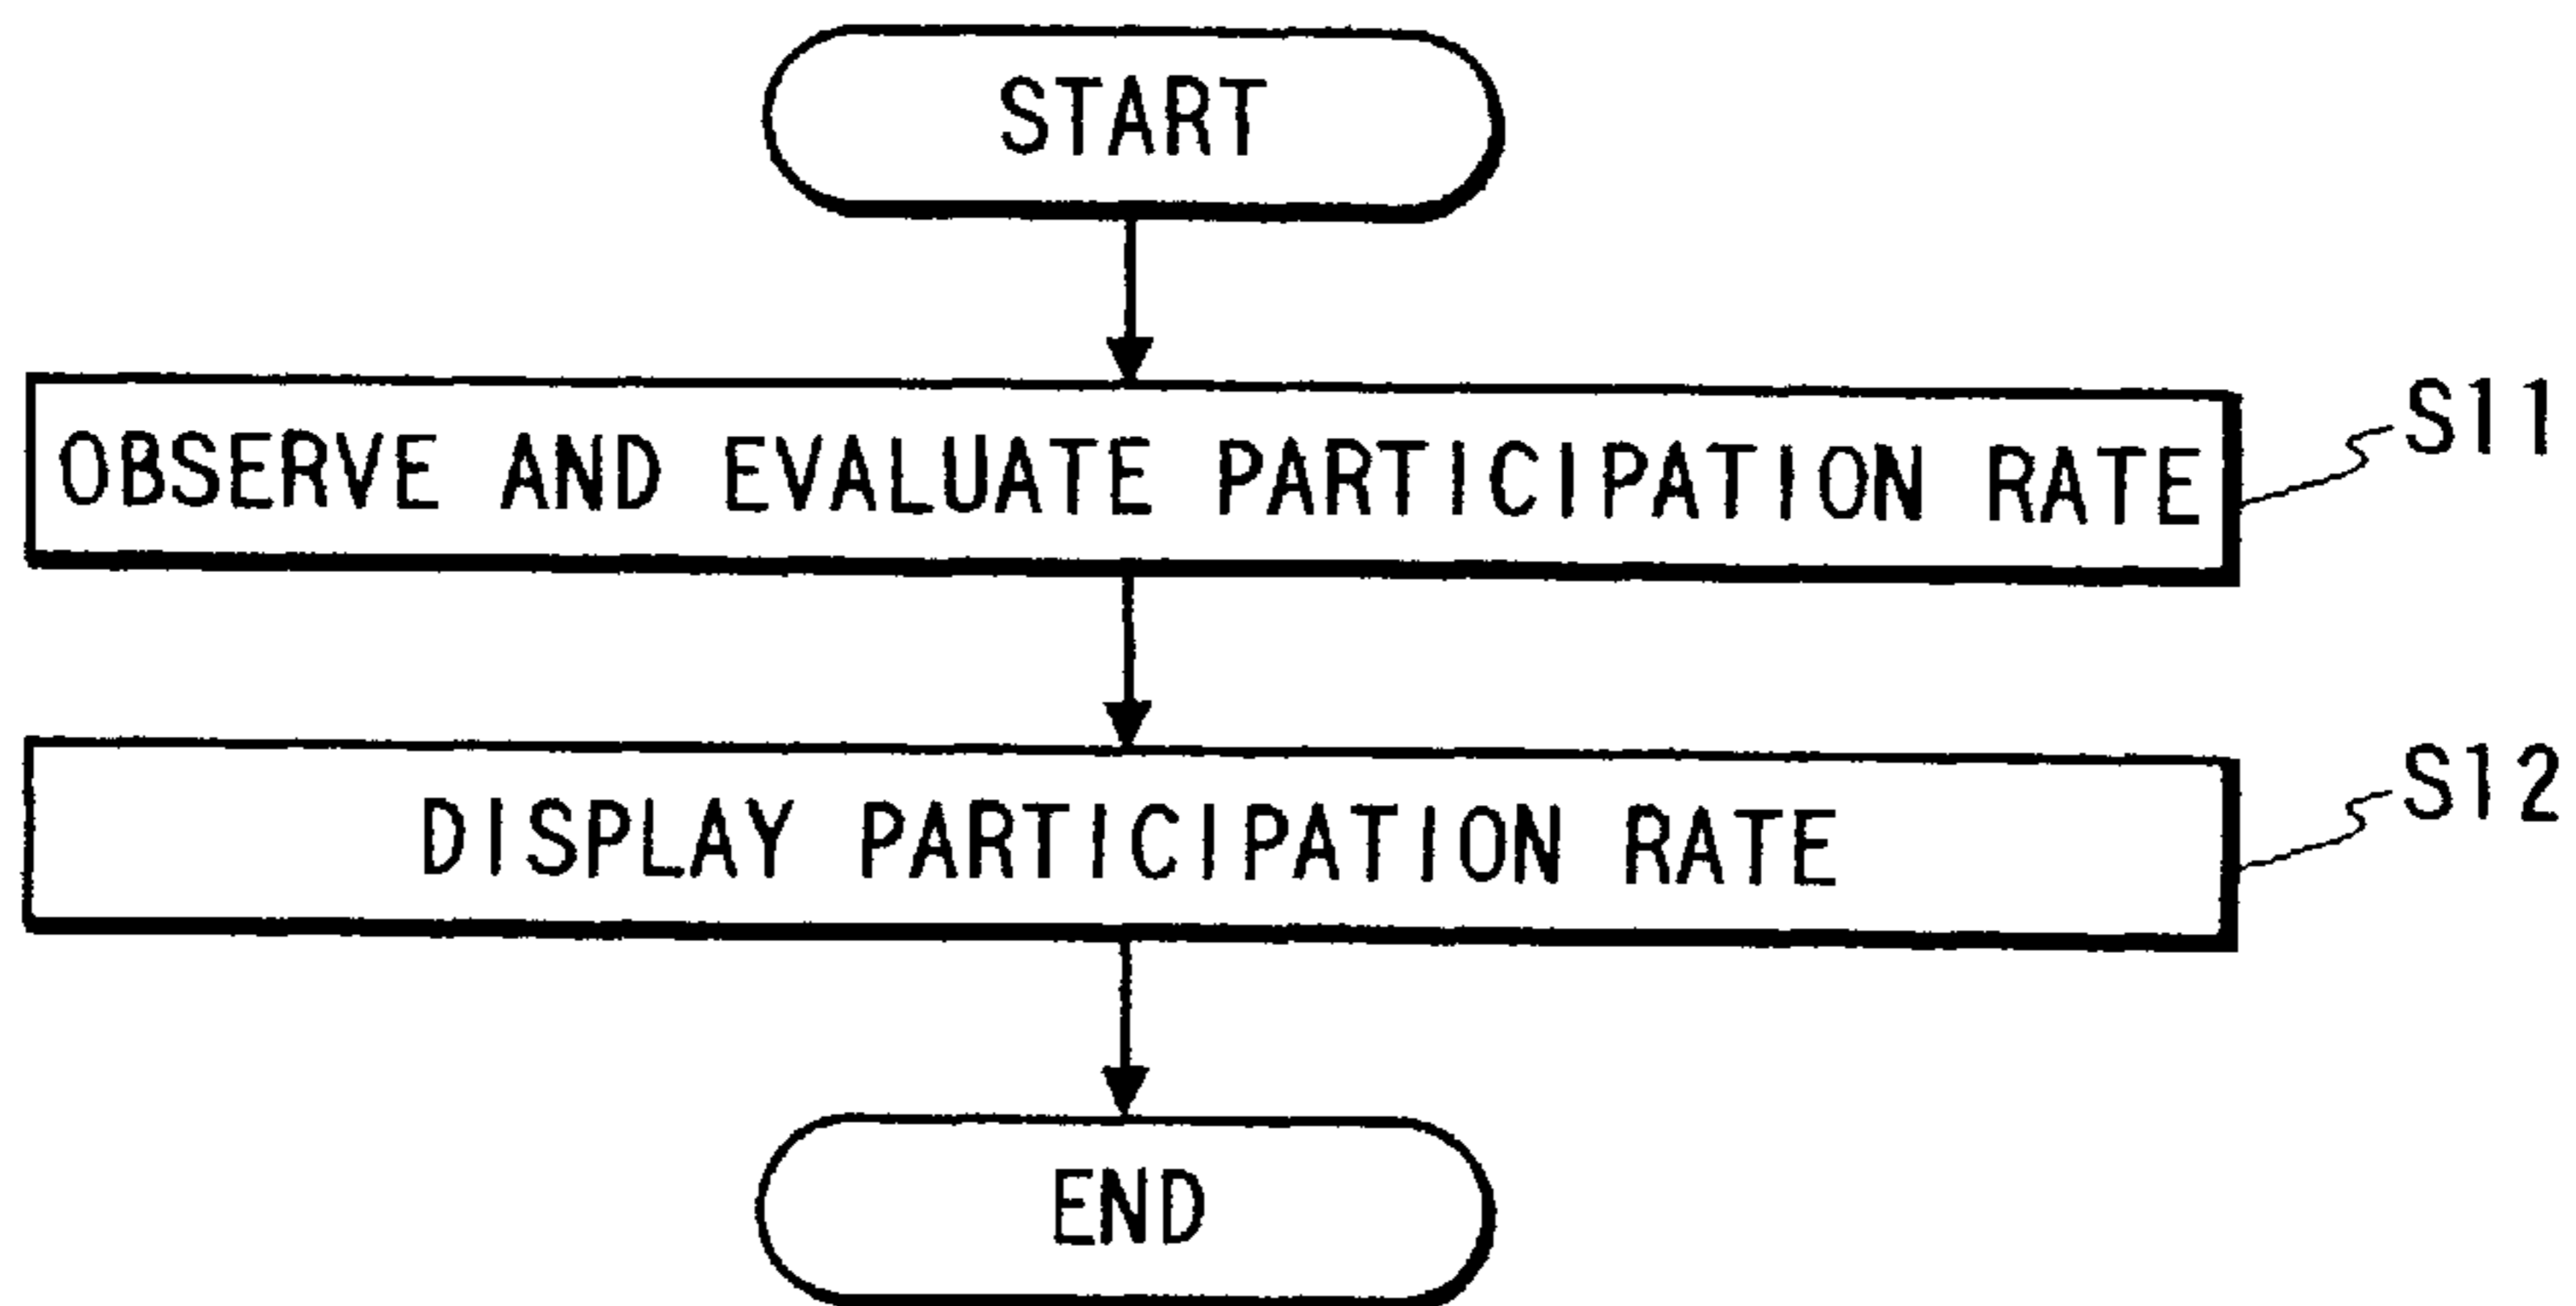 START
OBSERVE AND EVALUATE PARTICIPATION RATE
S11
DISPLAY PARTICIPATION RATE
S12
END